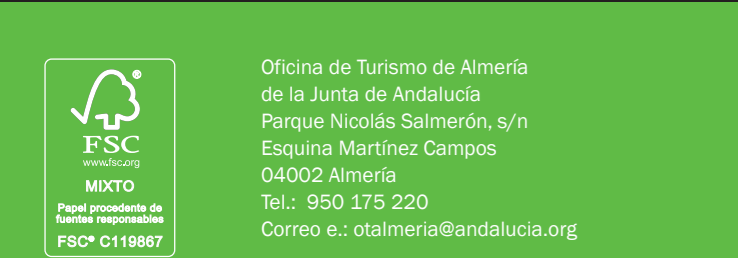 FSC
www.fsc.org
MIXTO
Papel procedente de
fuentes responsables
FSC® C119867
Oficina de Turismo de Almería
de la Junta de Andalucía
Parque Nicolás Salmerón, s/n
Esquina Martínez Campos
04002 Almería
Tel.: 950 175 220
Correo e.: otalmeria@andalucia.org